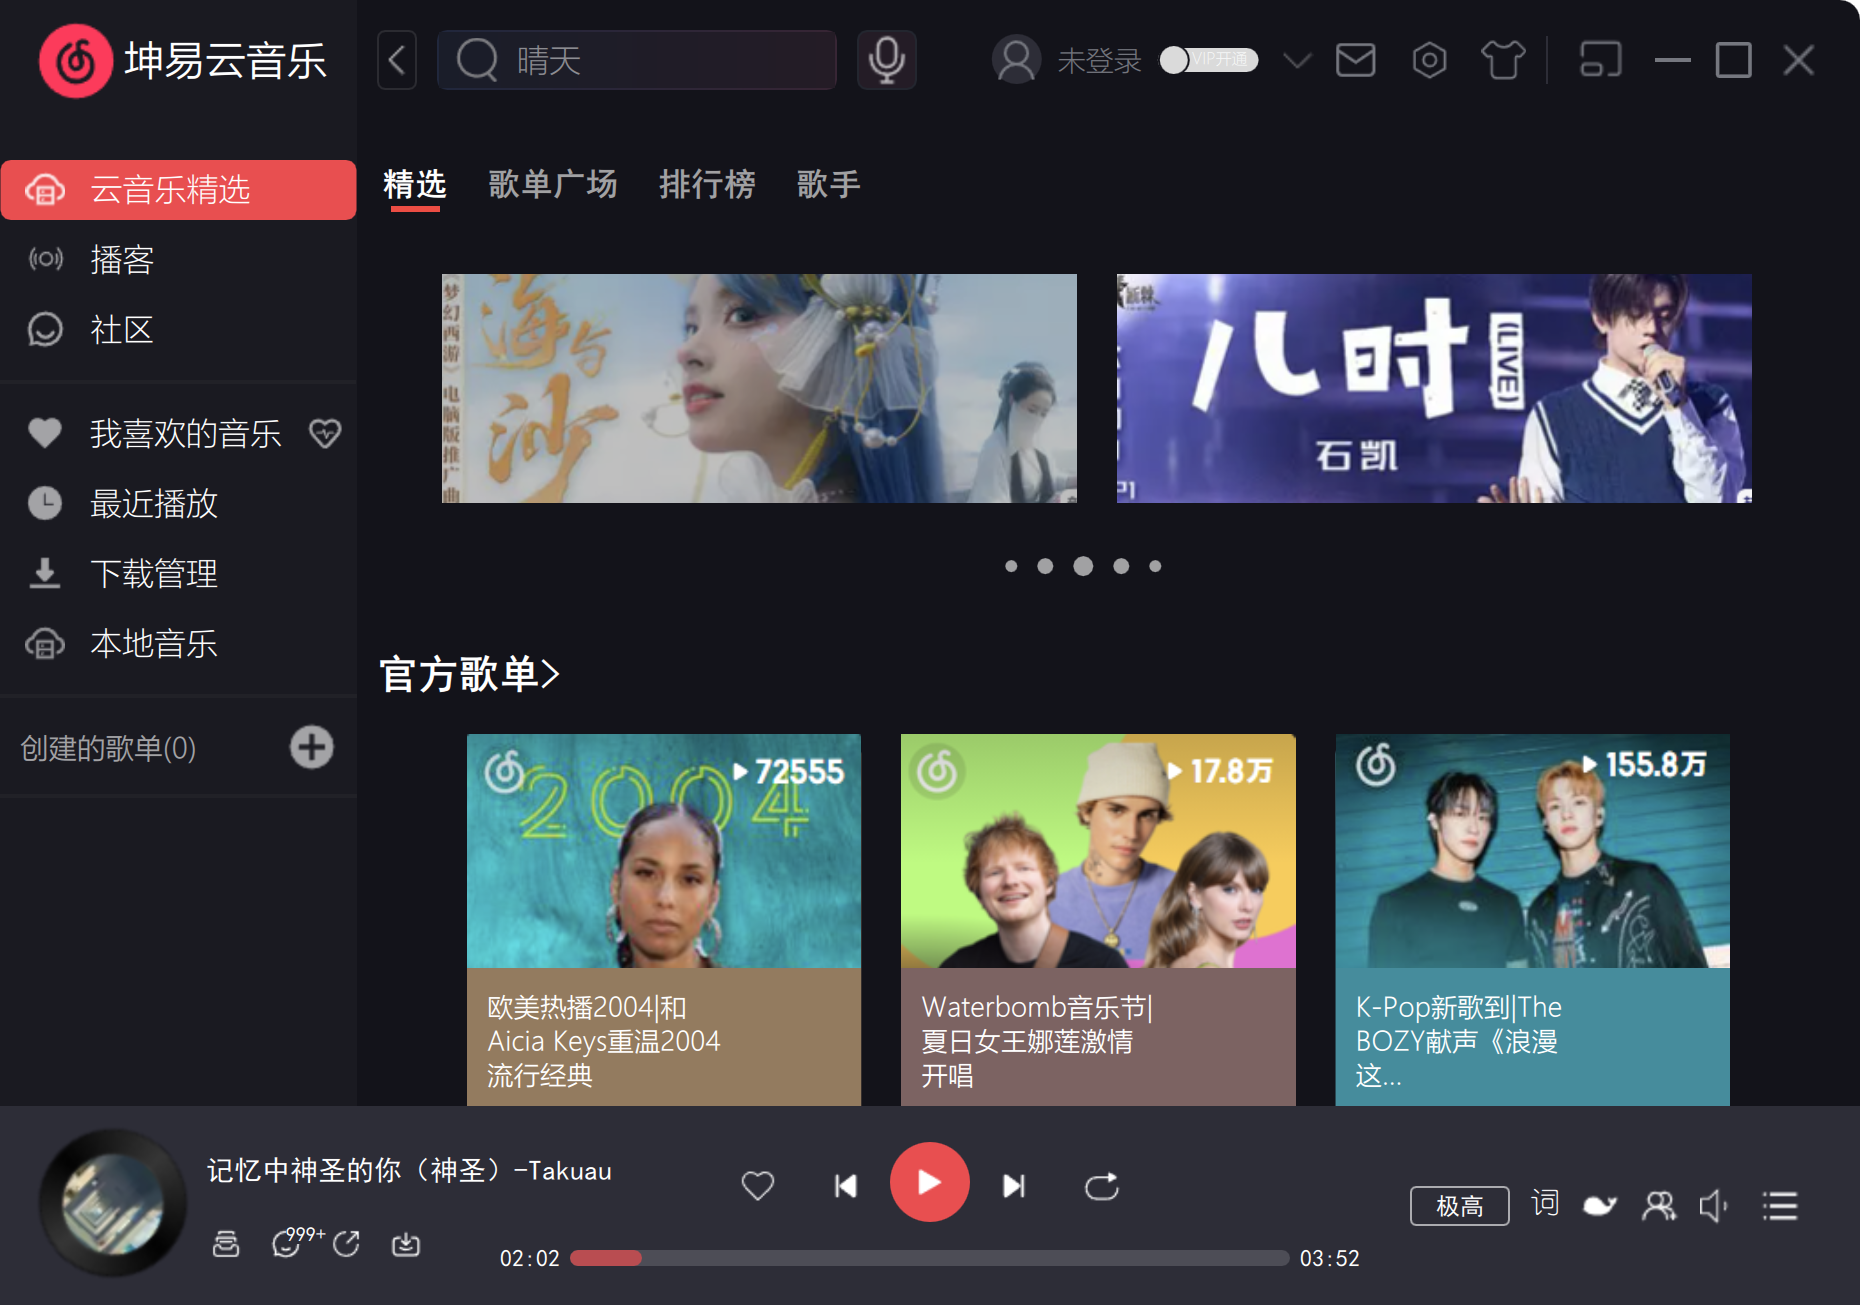 坤易云音乐
晴天
未登录
VIP开通
云音乐精选
播客
社区
我喜欢的音乐
最近播放
下载管理
本地音乐
创建的歌单(0)
精选
歌单广场
排行榜
歌手
《梦幻西游》电脑版推广曲
海与沙
儿时
(LIVE)
石凯
官方歌单>
2004
72555
欧美热播2004|和
Aicia Keys重温2004
流行经典
17.8万
Waterbomb音乐节|
夏日女王娜莲激情
开唱
155.8万
K-Pop新歌到|The
BOZY献声《浪漫
这...
记忆中神圣的你（神圣）-Takuau
999+
02:02
03:52
极高
词